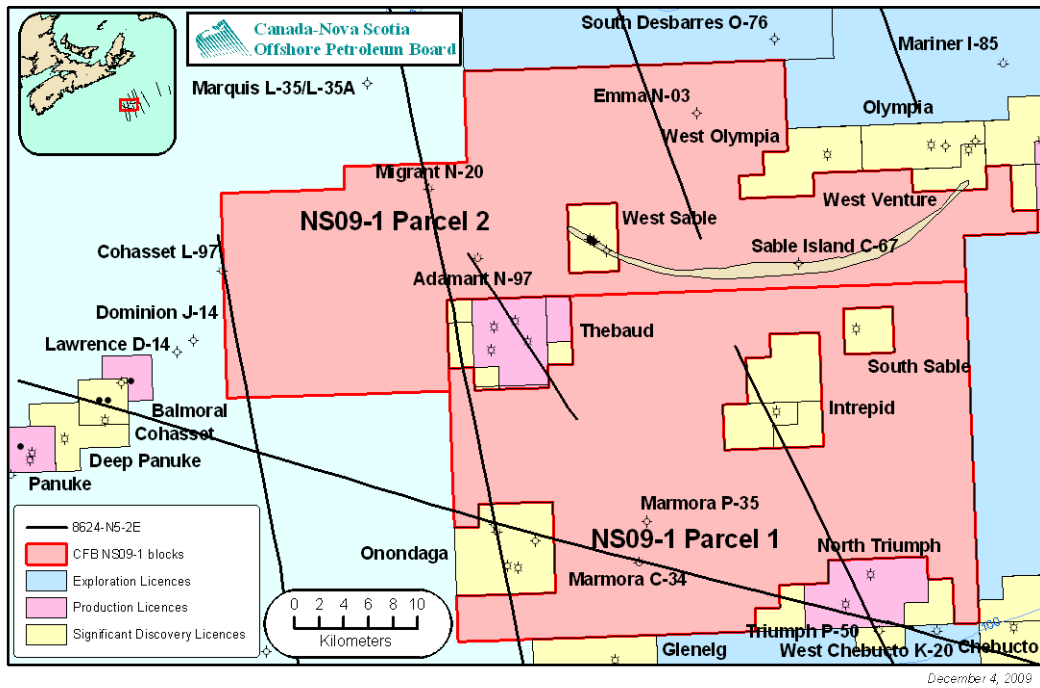 Canada-Nova Scotia
Offshore Petroleum Board
South Desbarres O-76
Mariner I-85
Marquis L-35/L-35A
Emma N-03
Olympia
West Olympia
Migrant N-20
NS09-1 Parcel 2
West Sable
West Venture
Cohasset L-97
Sable Island C-67
Adamant N-97
Dominion J-14
Thebaud
Lawrence D-14
South Sable
Balmoral
Intrepid
Cohasset
Deep Panuke
Panuke
Marmora P-35
8624-N5-2E
NS09-1 Parcel 1
CFB NS09-1 blocks
Onondaga
North Triumph
Exploration Licences
Marmora C-34
Production Licences
0 2 4 6 8 10
Significant Discovery Licences
Kilometers
Triumph P-50
100
Glenelg
West Chebucto K-20
Chebucto
December 4, 2009